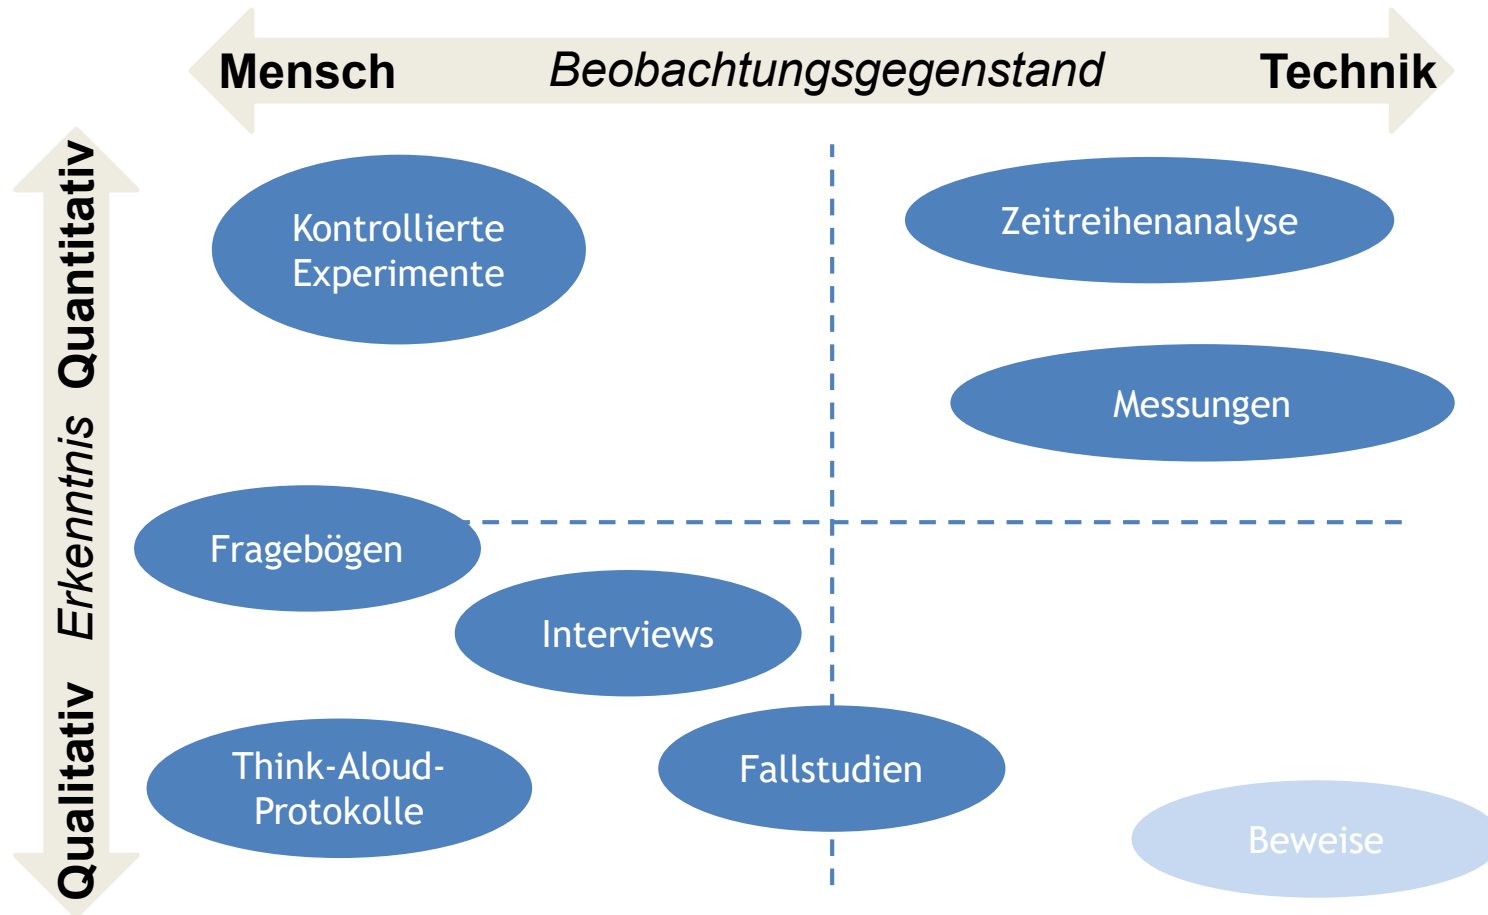 Mensch Beobachtungsgegenstand Technik
Qualitativ Erkenntnis Quantitativ
Kontrollierte
Experimente
Zeitreihenanalyse
Messungen
Fragebögen
Interviews
Think-Aloud-
Protokolle
Fallstudien
Beweise